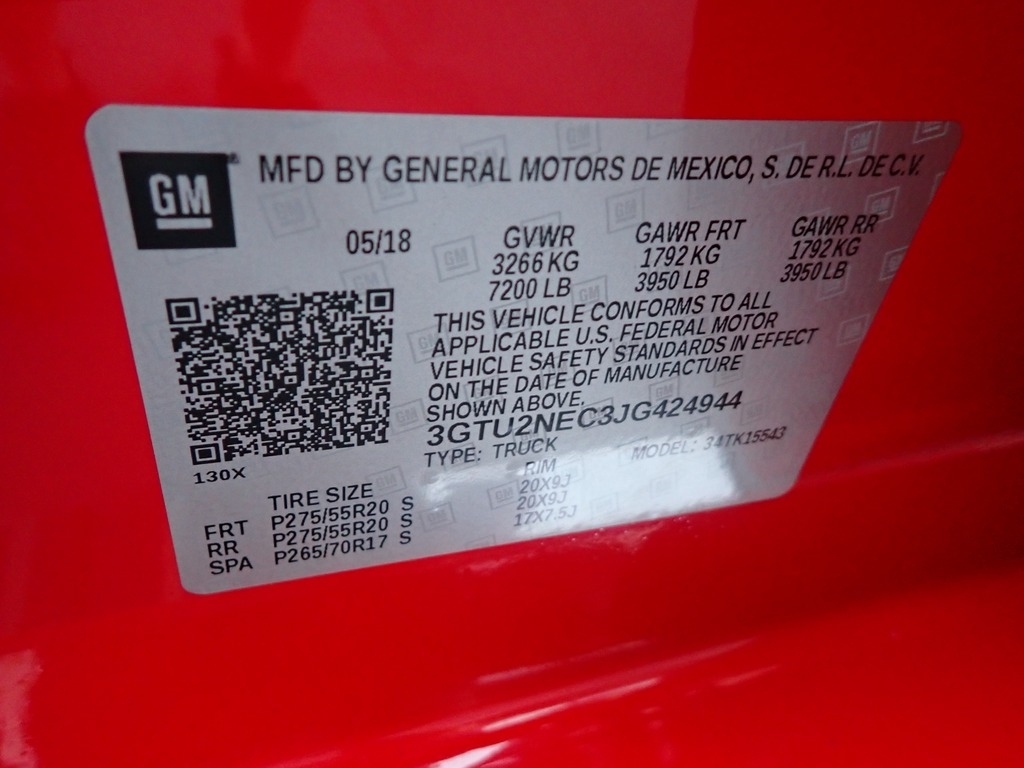 GM MFD BY GENERAL MOTORS DE MEXICO, S. DE R.L. DE C.V.
05/18 GVWR GAWR FRT GAWR RR
3266 KG 1792 KG 1792 KG
7200 LB 3950 LB 3950 LB
THIS VEHICLE CONFORMS TO ALL
APPLICABLE U.S. FEDERAL MOTOR
VEHICLE SAFETY STANDARDS IN EFFECT
ON THE DATE OF MANUFACTURE
SHOWN ABOVE.
3GTU2NEC3JG424944
TYPE: TRUCK MODEL: 34TK15543
130X
TIRE SIZE RIM
FRT P275/55R20 S 20X9J
RR P275/55R20 S 20X9J
SPA P265/70R17 S 17X7.5J